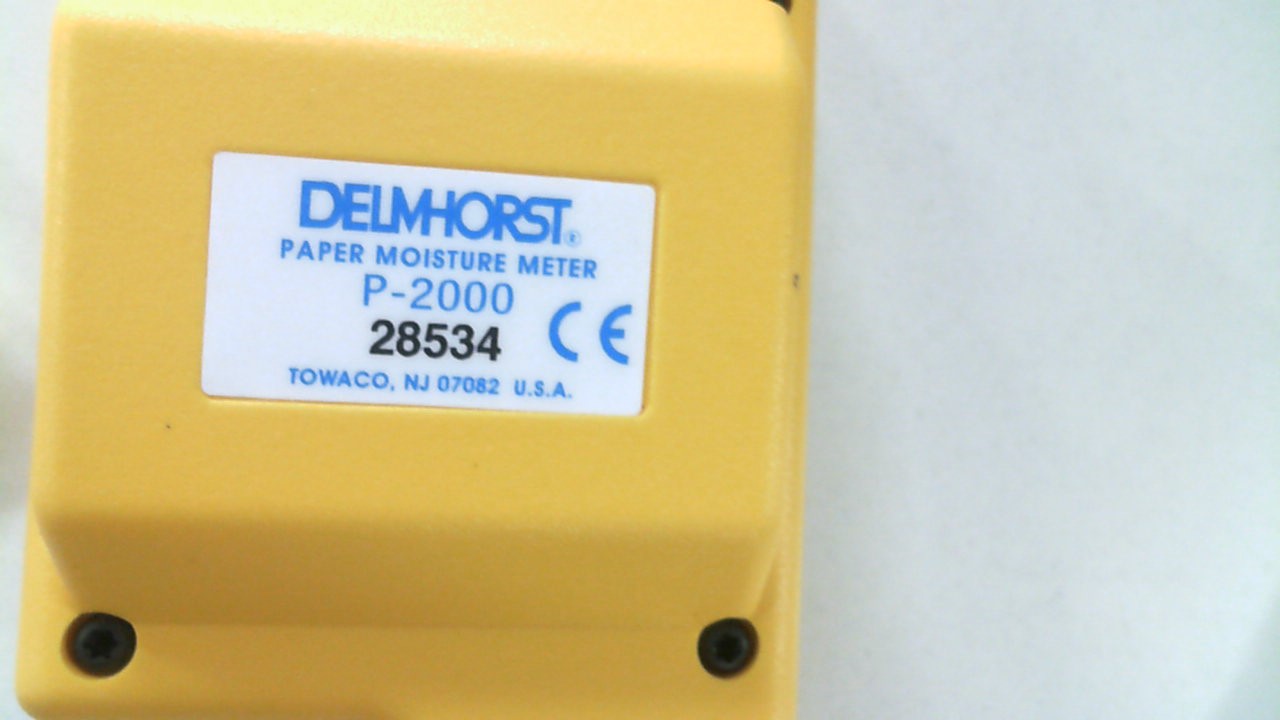 DELMHORST®
PAPER MOISTURE METER
P-2000
28534
CE
TOWACO, NJ 07082 U.S.A.